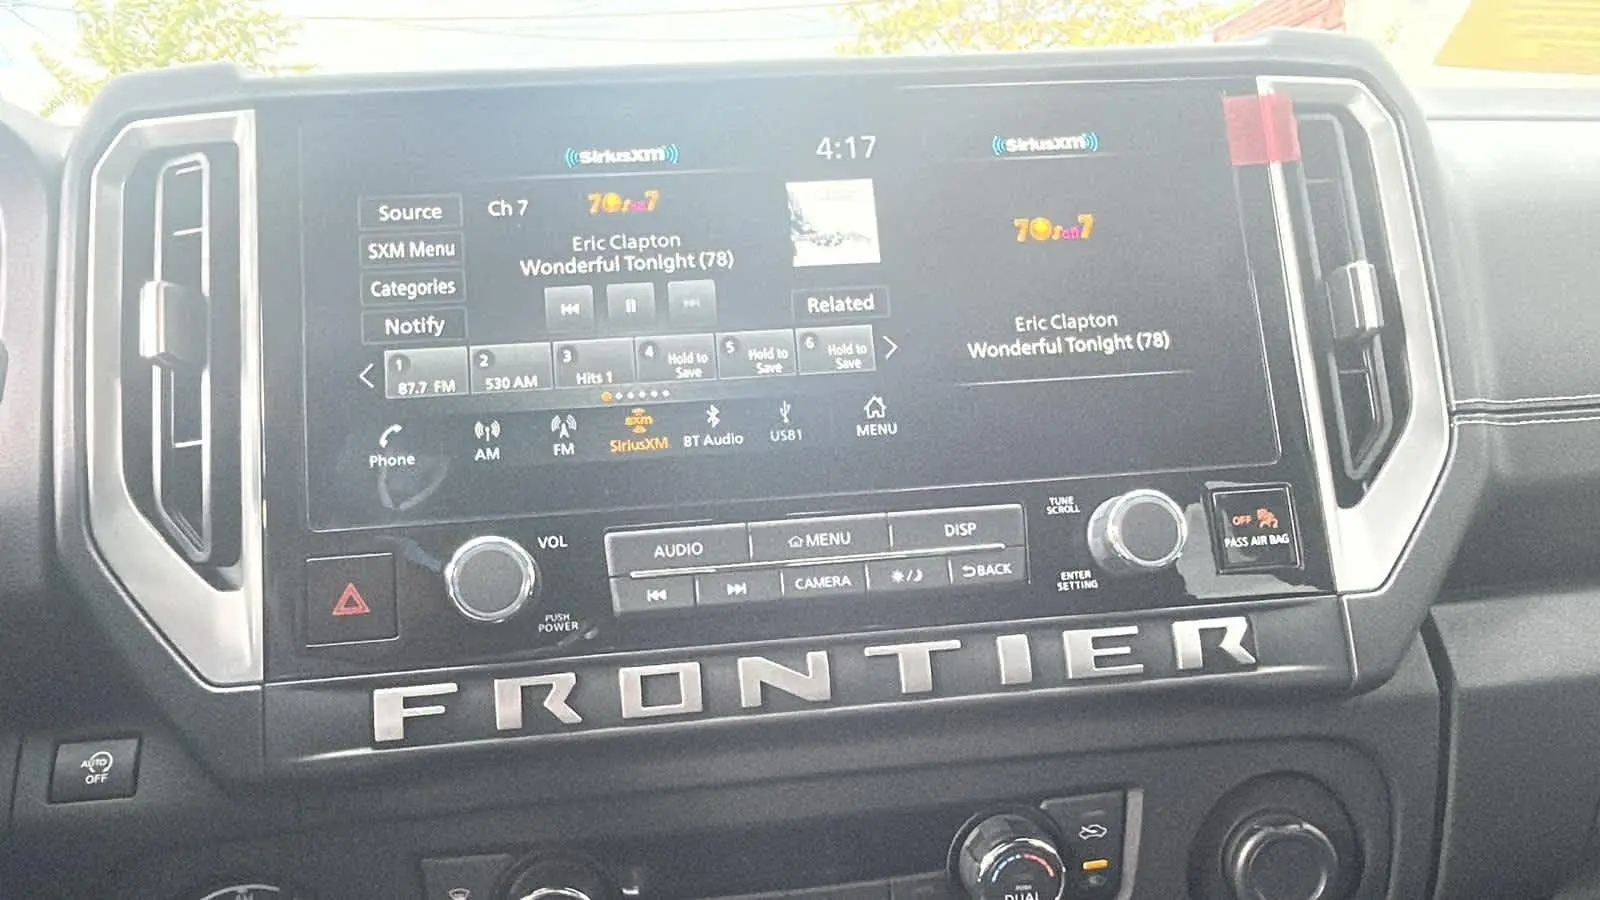 SiriusXM
4:17
SiriusXM
Source
Ch 7
70s on 7
SXM Menu
Eric Clapton
Wonderful Tonight (78)
Categories
Notify
Related
70s on 7
Eric Clapton
Wonderful Tonight (78)
1
87.7 FM
2
530 AM
3
Hits 1
4
Hold to
Save
5
Hold to
Save
6
Hold to
Save
Phone
AM
FM
sxm
SiriusXM
BT Audio
USB1
MENU
VOL
PUSH
POWER
AUDIO
MENU
DISP
CAMERA
BACK
TUNE
SCROLL
ENTER
SETTING
OFF
PASS AIR BAG
FRONTIER
AUTO
OFF
PUSH
DUAL